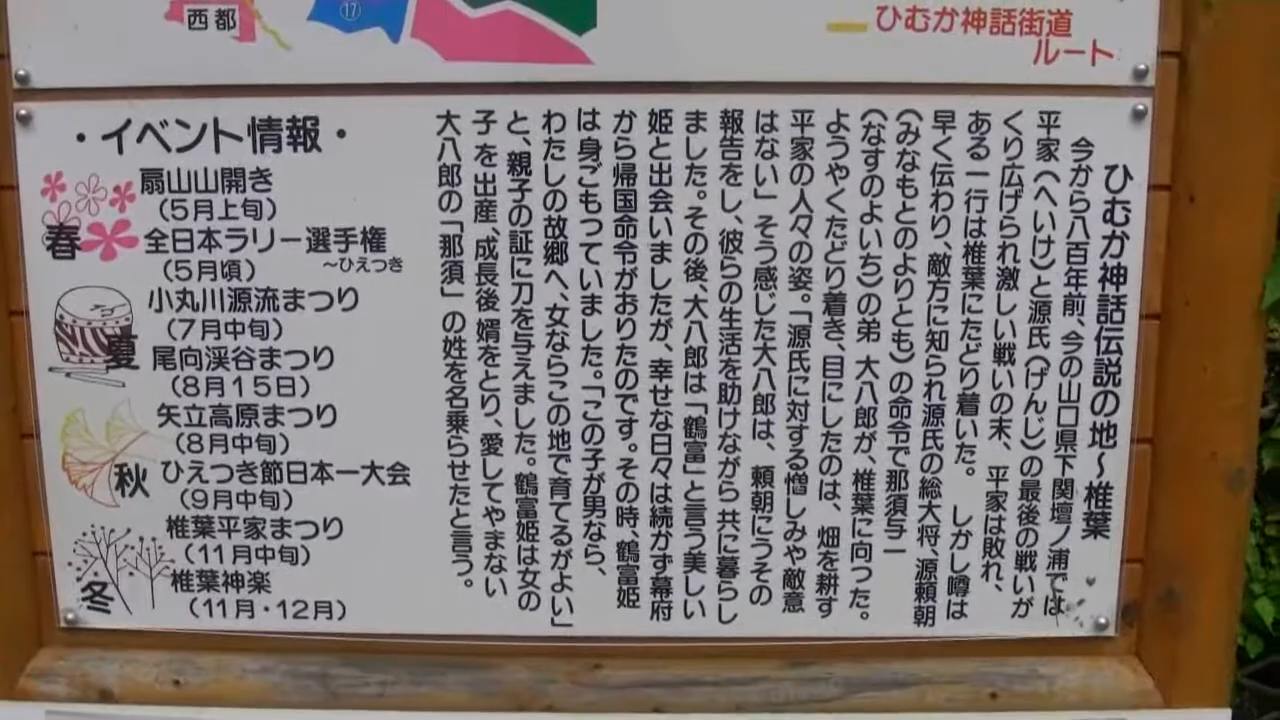 西都
⑰
ひむか神話街道
ルート
・イベント情報・
春
扇山山開き
(5月上旬)
全日本ラリー選手権
(5月頃) ～ひえつき
夏
小丸川源流まつり
(7月中旬)
尾向渓谷まつり
(8月15日)
秋
矢立高原まつり
(8月中旬)
ひえつき節日本一大会
(9月中旬)
冬
椎葉平家まつり
(11月中旬)
椎葉神楽
(11月・12月)
ひむか神話伝説の地～椎葉
今から八百年前、今の山口県下関壇ノ浦では
平家(へいけ)と源氏(げんじ)の最後の戦いが
くり広げられ激しい戦いの末、平家は敗れ、
ある一行は椎葉にたどり着いた。しかし噂は
早く伝わり、敵方に知られ源氏の総大将、源頼朝
(みなもとのよりとも)の命令で那須与一
(なすのよいち)の弟 大八郎が、椎葉に向った。
ようやくたどり着き、目にしたのは、畑を耕す
平家の人々の姿。「源氏に対する憎しみや敵意
はない」そう感じた大八郎は、頼朝にうその
報告をし、彼らの生活を助けながら共に暮らし
ました。その後、大八郎は「鶴富」と言う美しい
姫と出会いましたが、幸せな日々は続かず幕府
から帰国命令がおりたのです。その時、鶴富姫
は身ごもっていました。「この子が男なら、
わたしの故郷へ、女ならこの地で育てるがよい」
と、親子の証に刀を与えました。鶴富姫は女の
子を出産、成長後 婿をとり、愛してやまない
大八郎の「那須」の姓を名乗らせたと言う。